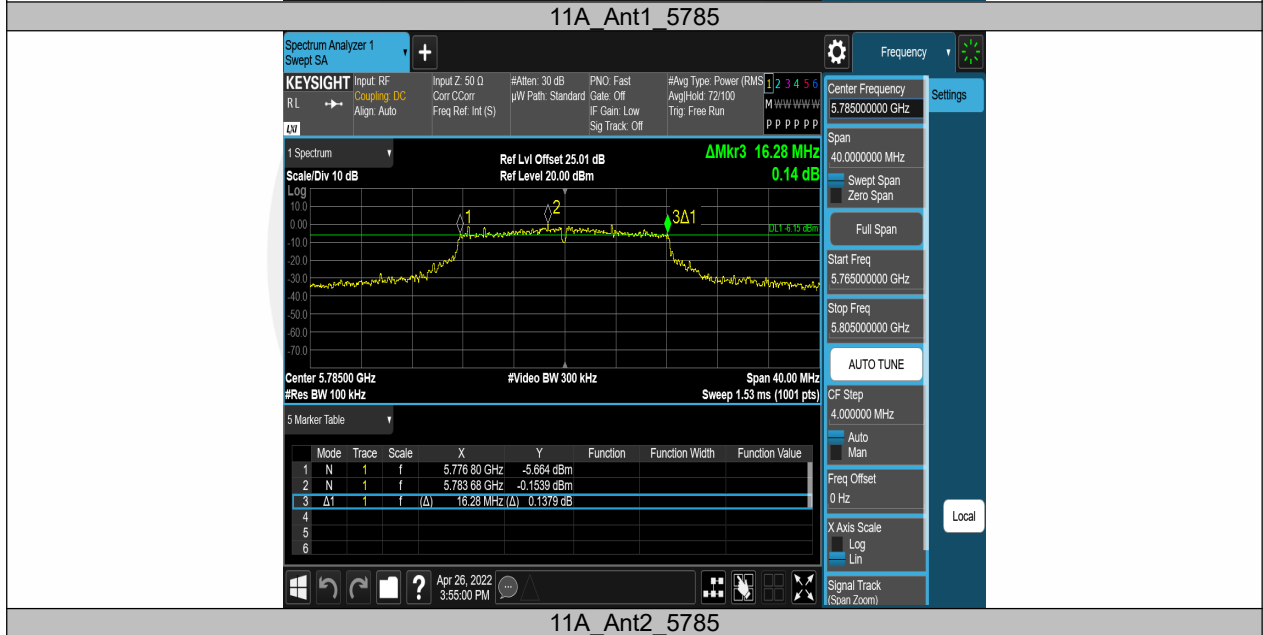 11A_Ant1_5785
Spectrum Analyzer 1
Swept SA
+
Frequency
KEYSIGHT
RL
LXI
Input: RF
Coupling: DC
Align: Auto
Input Z: 50 Ω
Corr CCorr
Freq Ref: Int (S)
#Atten: 30 dB
µW Path: Standard
PNO: Fast
Gate: Off
IF Gain: Low
Sig Track: Off
#Avg Type: Power (RMS
Avg|Hold: 72/100
Trig: Free Run
1 2 3 4 5 6
M W W W W W
P P P P P P
1 Spectrum
Scale/Div 10 dB
Log
Ref Lvl Offset 25.01 dB
Ref Level 20.00 dBm
ΔMkr3 16.28 MHz
0.14 dB
10.0
0.00
-10.0
-20.0
-30.0
-40.0
-50.0
-60.0
-70.0
1
2
3Δ1
DL1 -6.15 dBm
Center 5.78500 GHz
#Video BW 300 kHz
Span 40.00 MHz
#Res BW 100 kHz
Sweep 1.53 ms (1001 pts)
5 Marker Table
Mode Trace Scale X Y Function Function Width Function Value
1 N 1 f 5.776 80 GHz -5.664 dBm
2 N 1 f 5.783 68 GHz -0.1539 dBm
3 Δ1 1 f (Δ) 16.28 MHz (Δ) 0.1379 dB
4
5
6
?
Apr 26, 2022
3:55:00 PM
Center Frequency
5.785000000 GHz
Settings
Span
40.0000000 MHz
Swept Span
Zero Span
Full Span
Start Freq
5.765000000 GHz
Stop Freq
5.805000000 GHz
AUTO TUNE
CF Step
4.000000 MHz
Auto
Man
Freq Offset
0 Hz
Local
X Axis Scale
Log
Lin
Signal Track
(Span Zoom)
11A_Ant2_5785